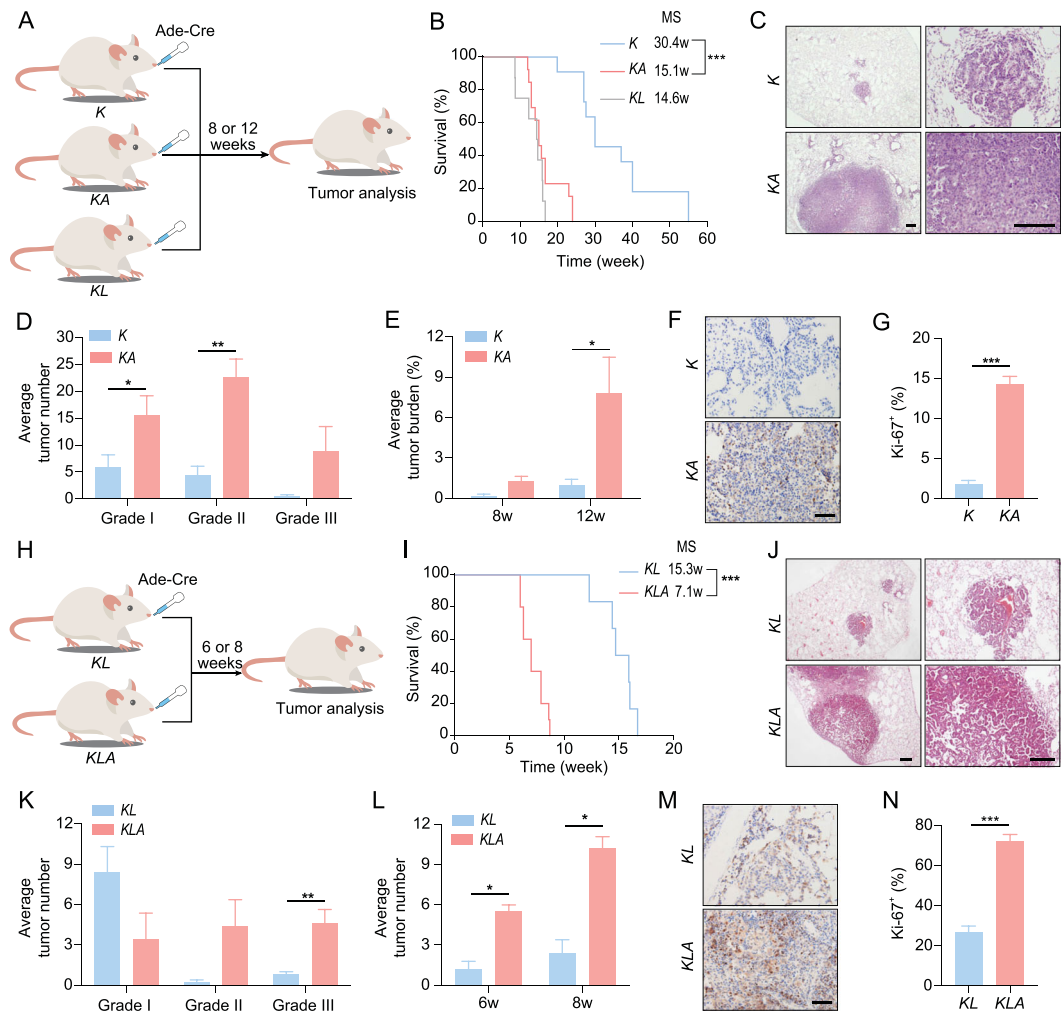 A
Ade-Cre
K
KA
KL
8 or 12
weeks
Tumor analysis
B
MS
K 30.4w
KA 15.1w
KL 14.6w
***
Survival (%)
100
80
60
40
20
0
0 10 20 30 40 50 60
Time (week)
C
K
KA
D
K
KA
Average
tumor number
30
25
20
15
10
5
0
*
**
Grade I Grade II Grade III
E
K
KA
Average
tumor burden (%)
12
9
6
3
0
*
8w 12w
F
K
KA
G
Ki-67+ (%)
20
15
10
5
0
***
K KA
H
Ade-Cre
KL
KLA
6 or 8
weeks
Tumor analysis
I
MS
KL 15.3w
KLA 7.1w
***
Survival (%)
100
80
60
40
20
0
0 5 10 15 20
Time (week)
J
KL
KLA
K
KL
KLA
Average
tumor number
12
9
6
3
0
**
Grade I Grade II Grade III
L
KL
KLA
Average
tumor number
12
9
6
3
0
*
*
6w 8w
M
KL
KLA
N
Ki-67+ (%)
80
60
40
20
0
***
KL KLA